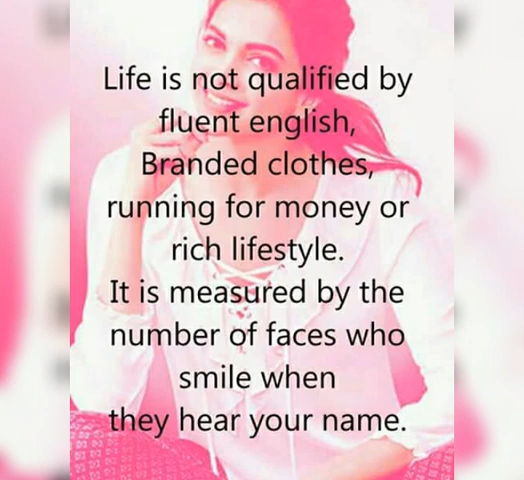 Life is not qualified by
fluent english,
Branded clothes,
running for money or
rich lifestyle.
It is measured by the
number of faces who
smile when
they hear your name.